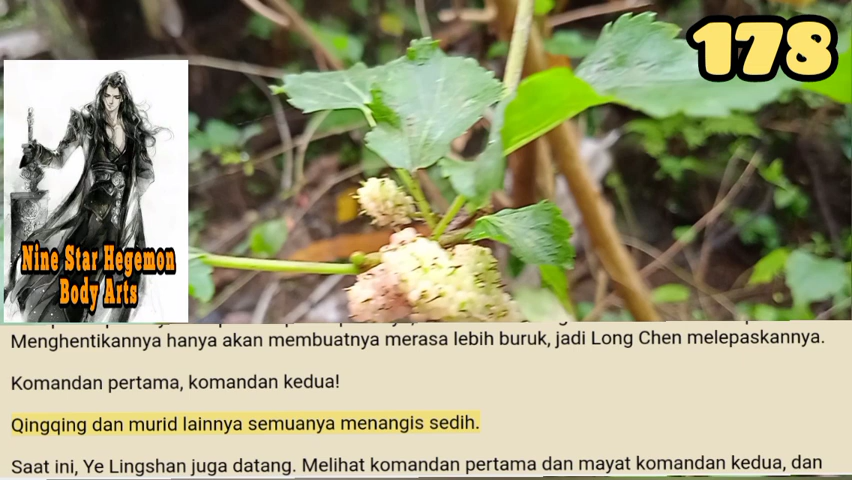 178
Nine Star Hegemon
Body Arts
Menghentikannya hanya akan membuatnya merasa lebih buruk, jadi Long Chen melepaskannya.
Komandan pertama, komandan kedua!
Qingqing dan murid lainnya semuanya menangis sedih.
Saat ini, Ye Lingshan juga datang. Melihat komandan pertama dan mayat komandan kedua, dan